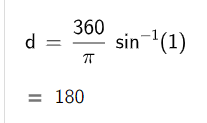 d = 360/π sin⁻¹(1)
= 180